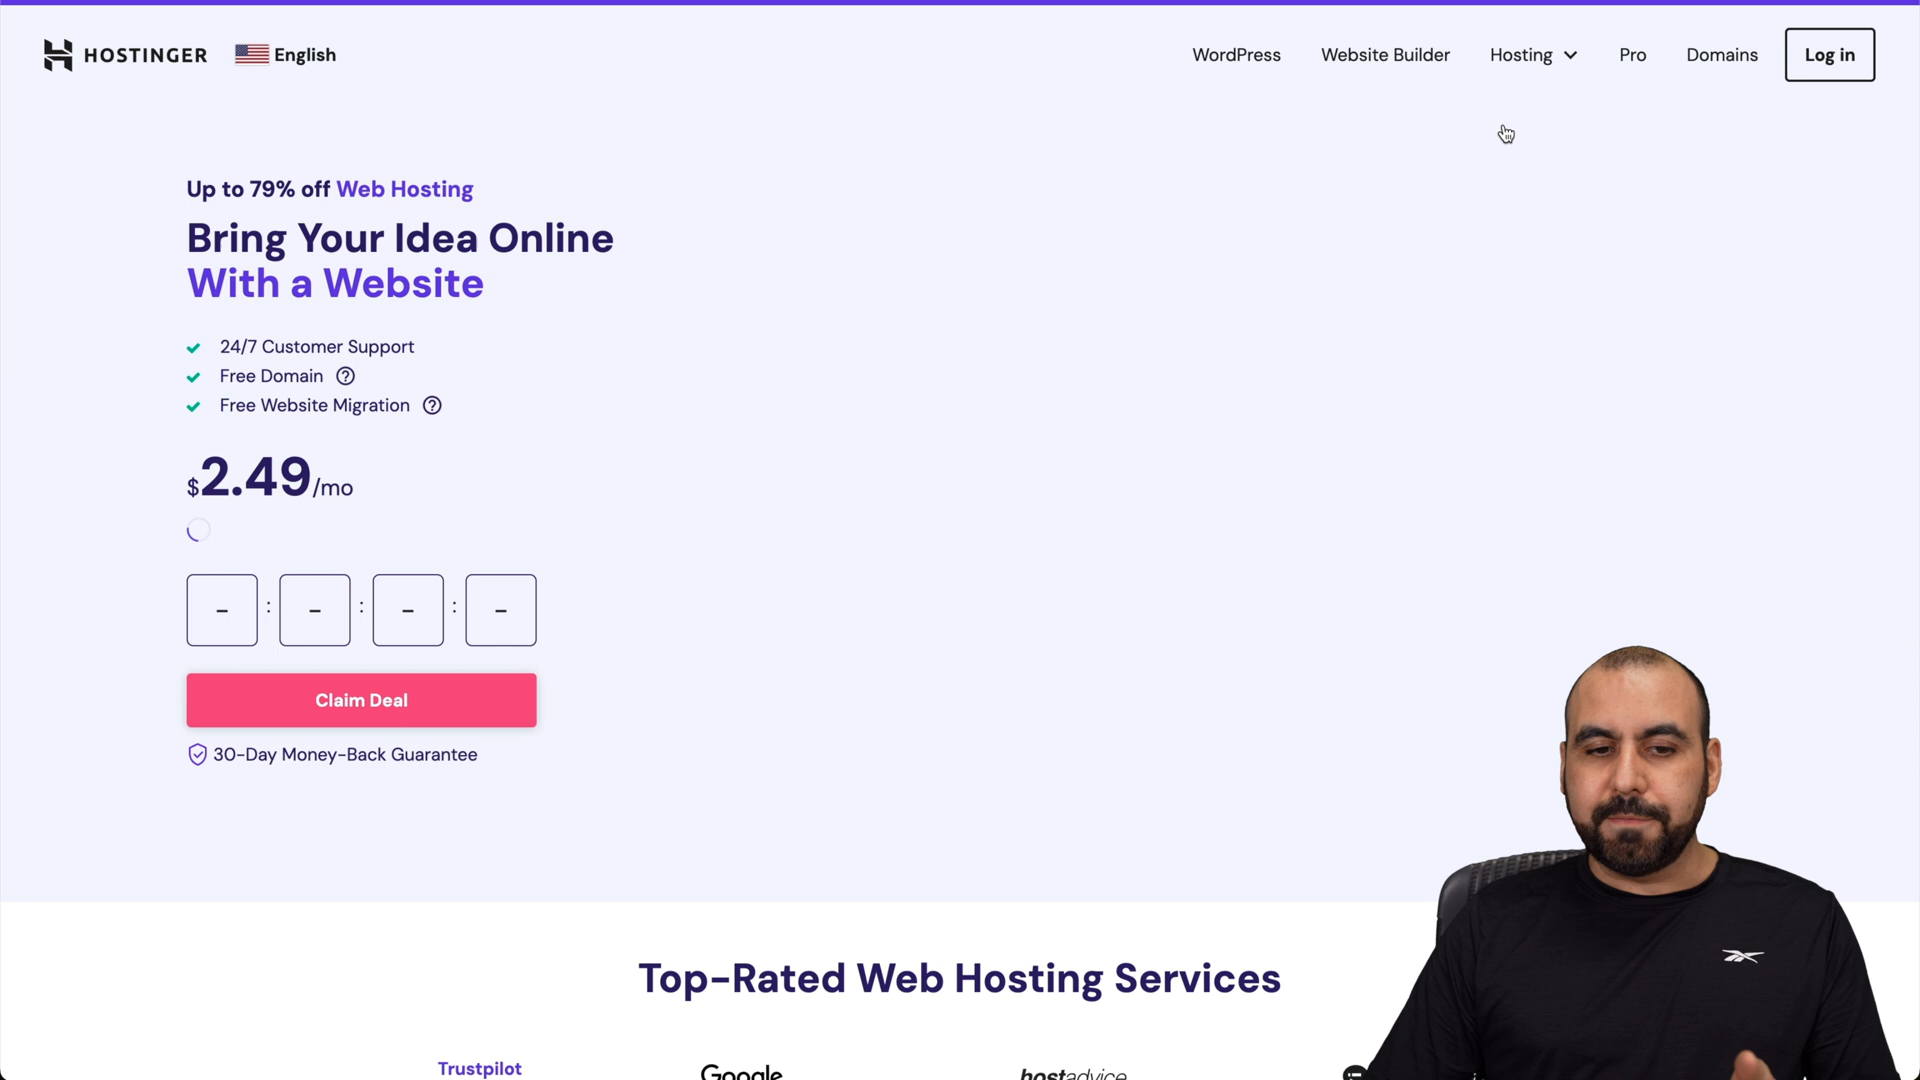 HOSTINGER
English
WordPress
Website Builder
Hosting
Pro
Domains
Log in
Up to 79% off Web Hosting
Bring Your Idea Online
With a Website
24/7 Customer Support
Free Domain
Free Website Migration
$2.49/mo
- : - : - : -
Claim Deal
30-Day Money-Back Guarantee
Top-Rated Web Hosting Services
Trustpilot
Google
hostadvice